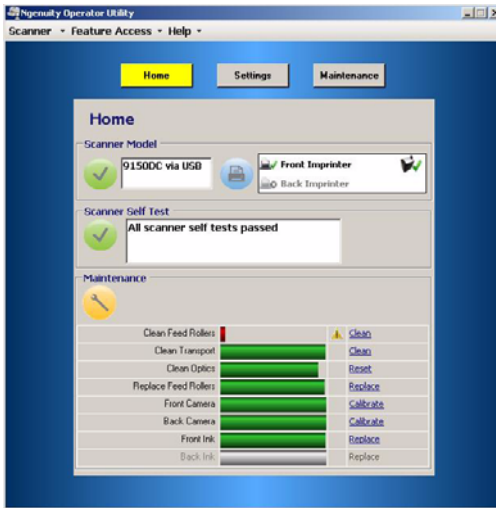 Ngenuity Operator Utility
Scanner Feature Access Help
Home Settings Maintenance
Home
Scanner Model
9150DC via USB
Front Imprinter
Back Imprinter
Scanner Self Test
All scanner self tests passed
Maintenance
Clean Feed Rollers Clean
Clean Transport Clean
Clean Optics Reset
Replace Feed Rollers Replace
Front Camera Calibrate
Back Camera Calibrate
Front Ink Replace
Back Ink Replace